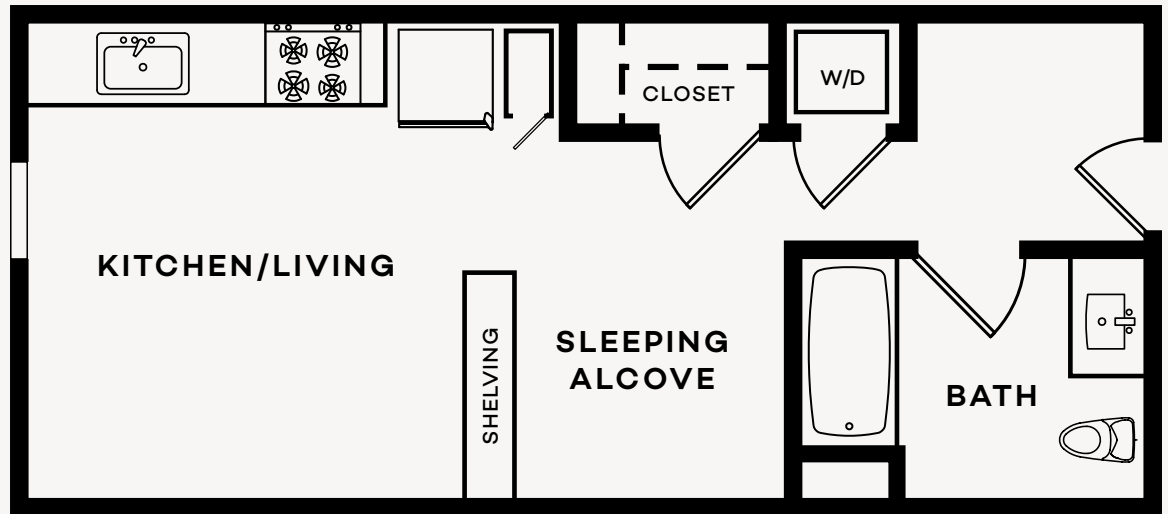 CLOSET
W/D
KITCHEN/LIVING
SHELVING
SLEEPING
ALCOVE
BATH